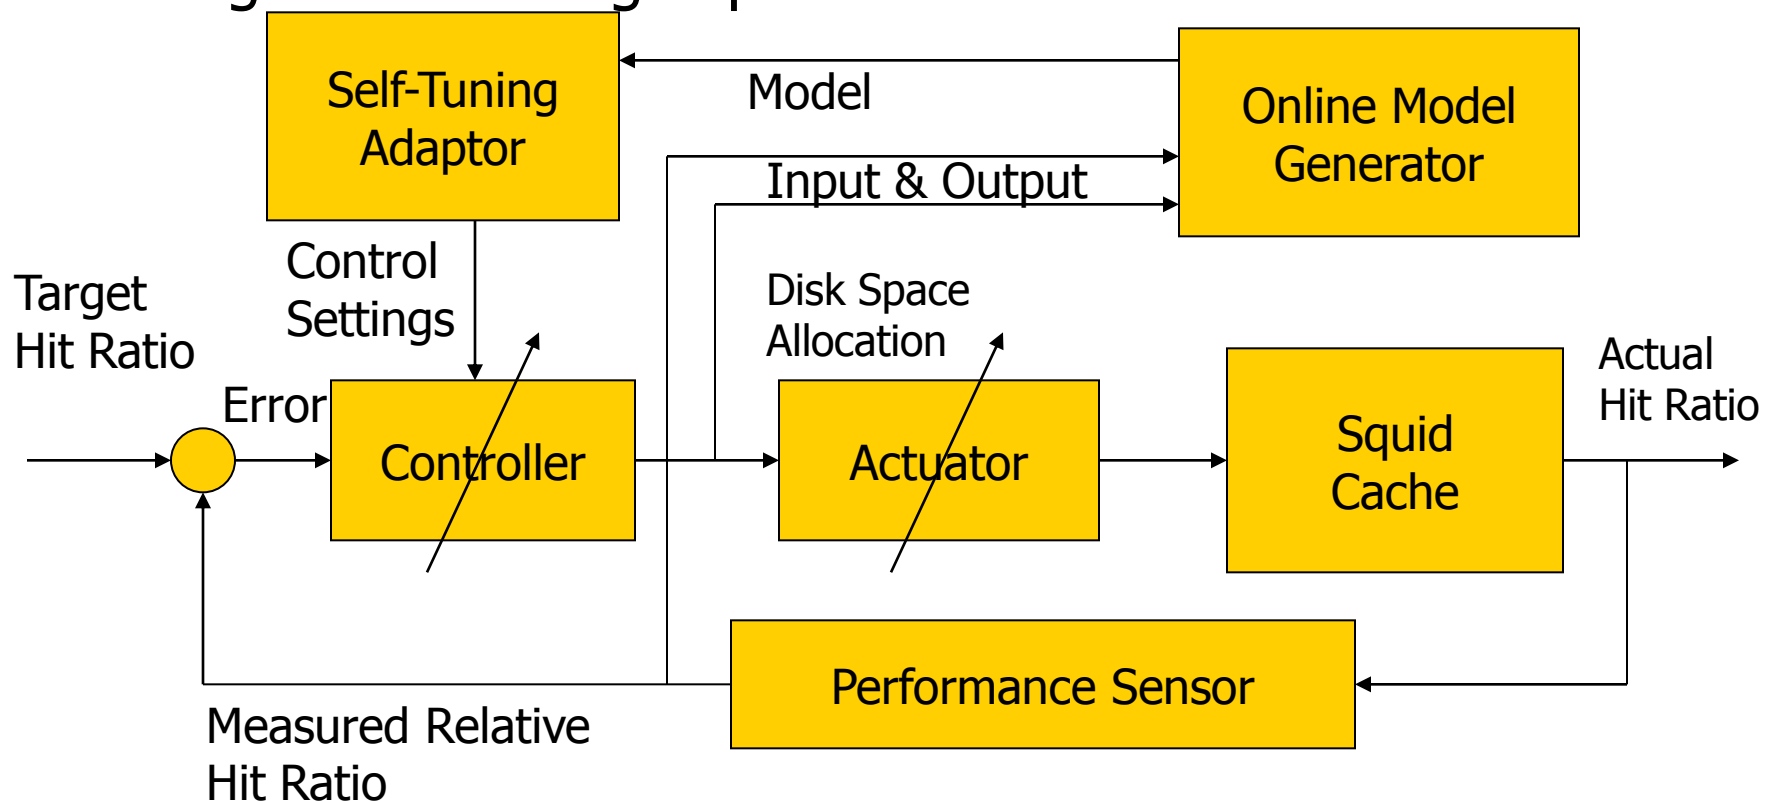 Self-Tuning
Adaptor
Model
Online Model
Generator
Input & Output
Control
Settings
Target
Hit Ratio
Disk Space
Allocation
Actual
Hit Ratio
Error
Controller
Actuator
Squid
Cache
Performance Sensor
Measured Relative
Hit Ratio